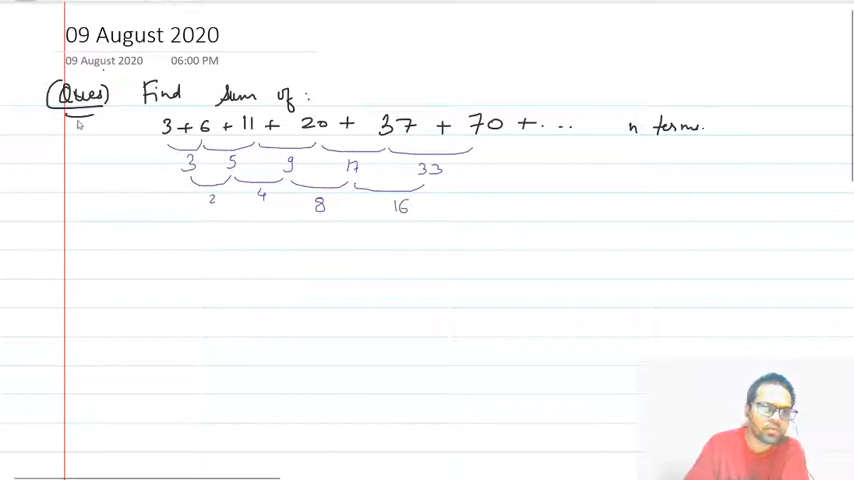 09 August 2020
09 August 2020 06:00 PM
Ques) Find Sum of :
3 + 6 + 11 + 20 + 37 + 70 + ... n terms.
3 5 9 17 33
2 4 8 16